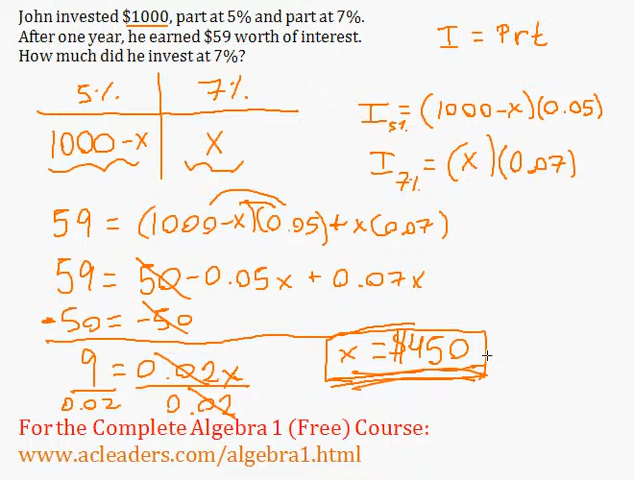 John invested $1000, part at 5% and part at 7%.
After one year, he earned $59 worth of interest.
How much did he invest at 7%?
I = Prt
5% 7%
1000-x x
I5% = (1000-x)(0.05)
I7% = (x)(0.07)
59 = (1000-x)(0.05)+x(0.07)
59 = 50 - 0.05x + 0.07x
-50 = -50
9 = 0.02x
0.02 0.02
x = $450
For the Complete Algebra 1 (Free) Course:
www.acleaders.com/algebra1.html